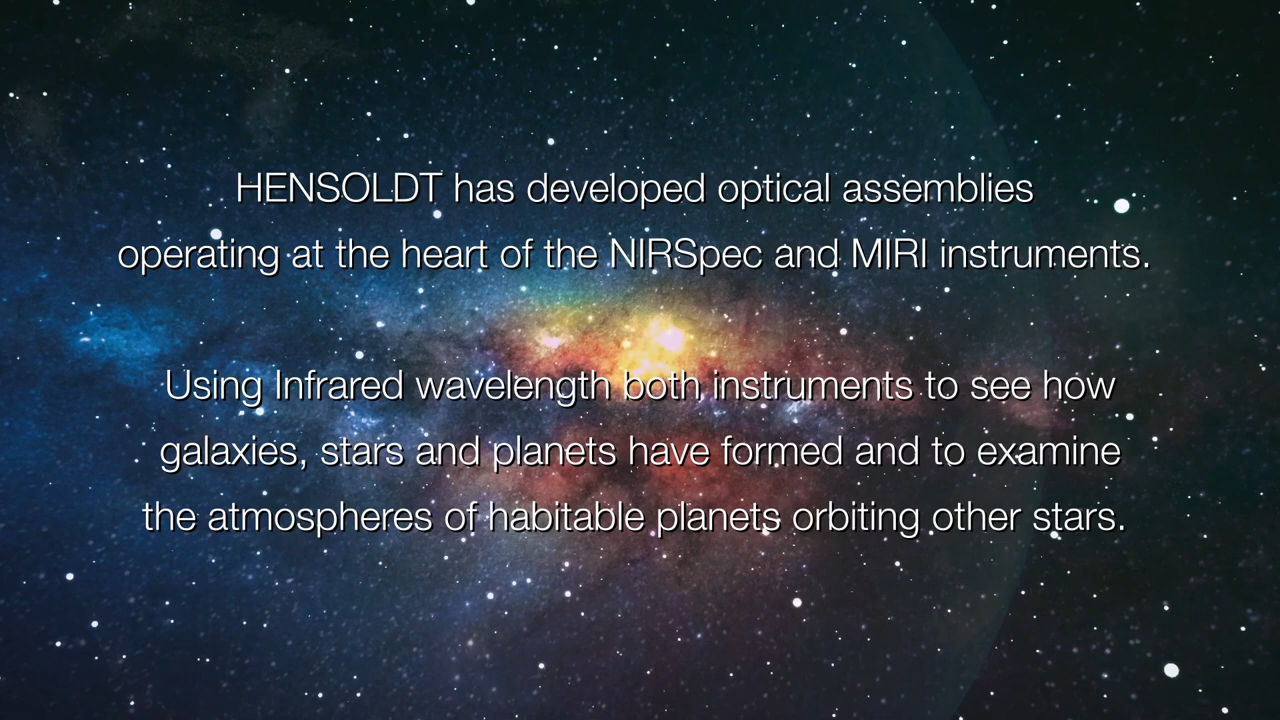 HENSOLDT has developed optical assemblies
operating at the heart of the NIRSpec and MIRI instruments.
Using Infrared wavelength both instruments to see how
galaxies, stars and planets have formed and to examine
the atmospheres of habitable planets orbiting other stars.